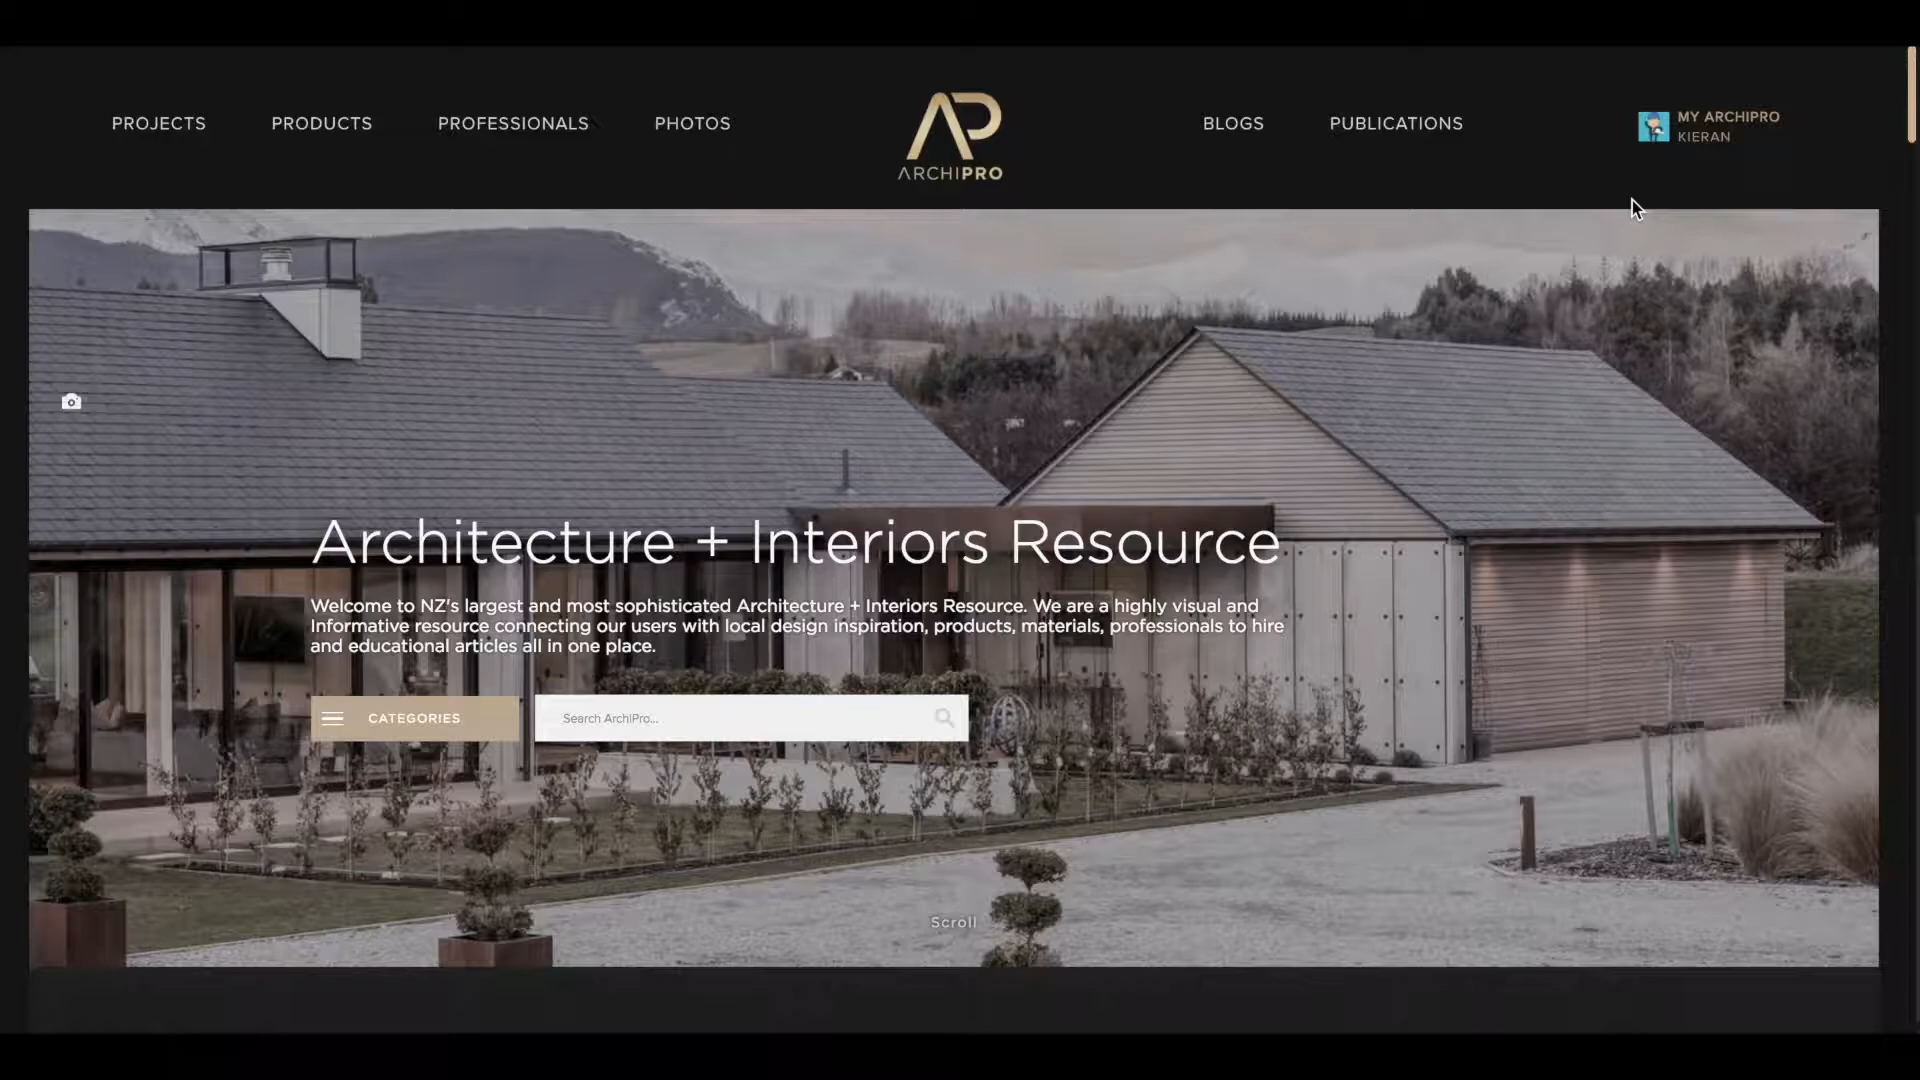 PROJECTS
PRODUCTS
PROFESSIONALS
PHOTOS
AP
ARCHIPRO
BLOGS
PUBLICATIONS
MY ARCHIPRO
KIERAN
Architecture + Interiors Resource
Welcome to NZ's largest and most sophisticated Architecture + Interiors Resource. We are a highly visual and
Informative resource connecting our users with local design inspiration, products, materials, professionals to hire
and educational articles all in one place.
CATEGORIES
Search ArchiPro...
Scroll